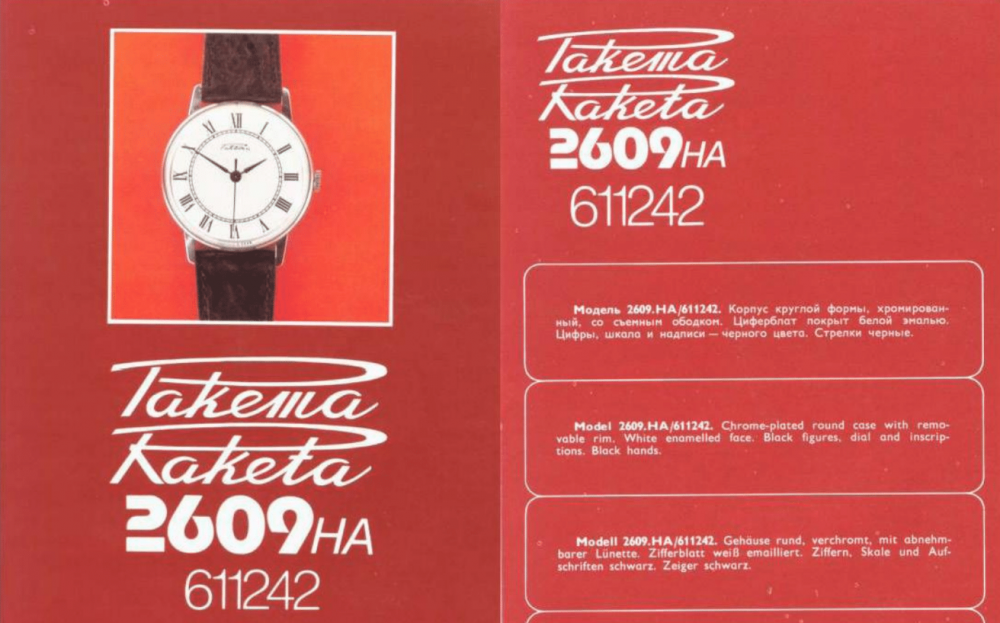 Ракета
Raketa
2609НА
611242
Ракета
Raketa
2609НА
611242
Модель 2609.НА/611242. Корпус круглой формы, хромирован-
ный, со съемным ободком. Циферблат покрыт белой эмалью.
Цифры, шкала и надписи — черного цвета. Стрелки черные.
Model 2609.HA/611242. Chrome-plated round case with remo-
vable rim. White enamelled face. Black figures, dial and inscrip-
tions. Black hands.
Modell 2609.HA/611242. Gehäuse rund, verchromt, mit abnehm-
barer Lünette. Zifferblatt weiß emailliert. Ziffern, Skale und Auf-
schriften schwarz. Zeiger schwarz.